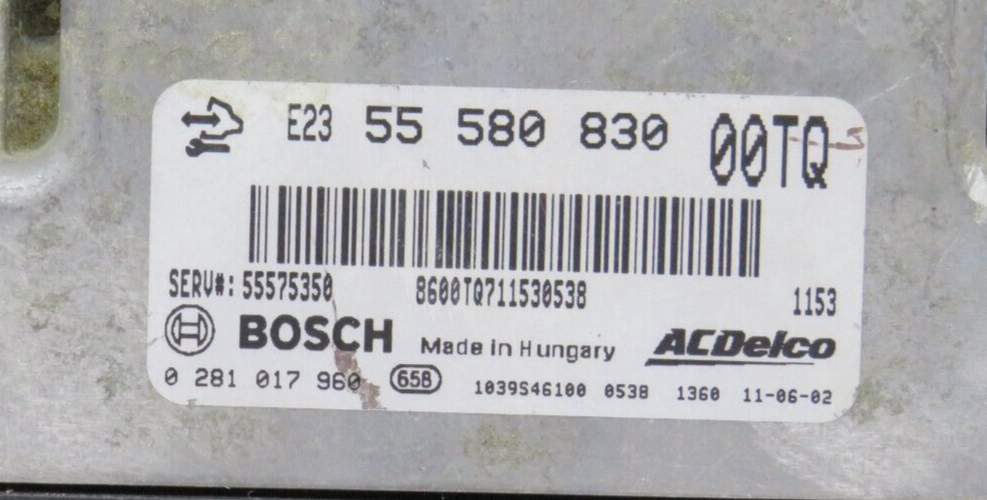 E23 55 580 830 00TQ
SERV#: 55575350 8600TQ711530538 1153
BOSCH Made in Hungary ACDelco
0 281 017 960 658 1039S46100 0538 1360 11-06-02